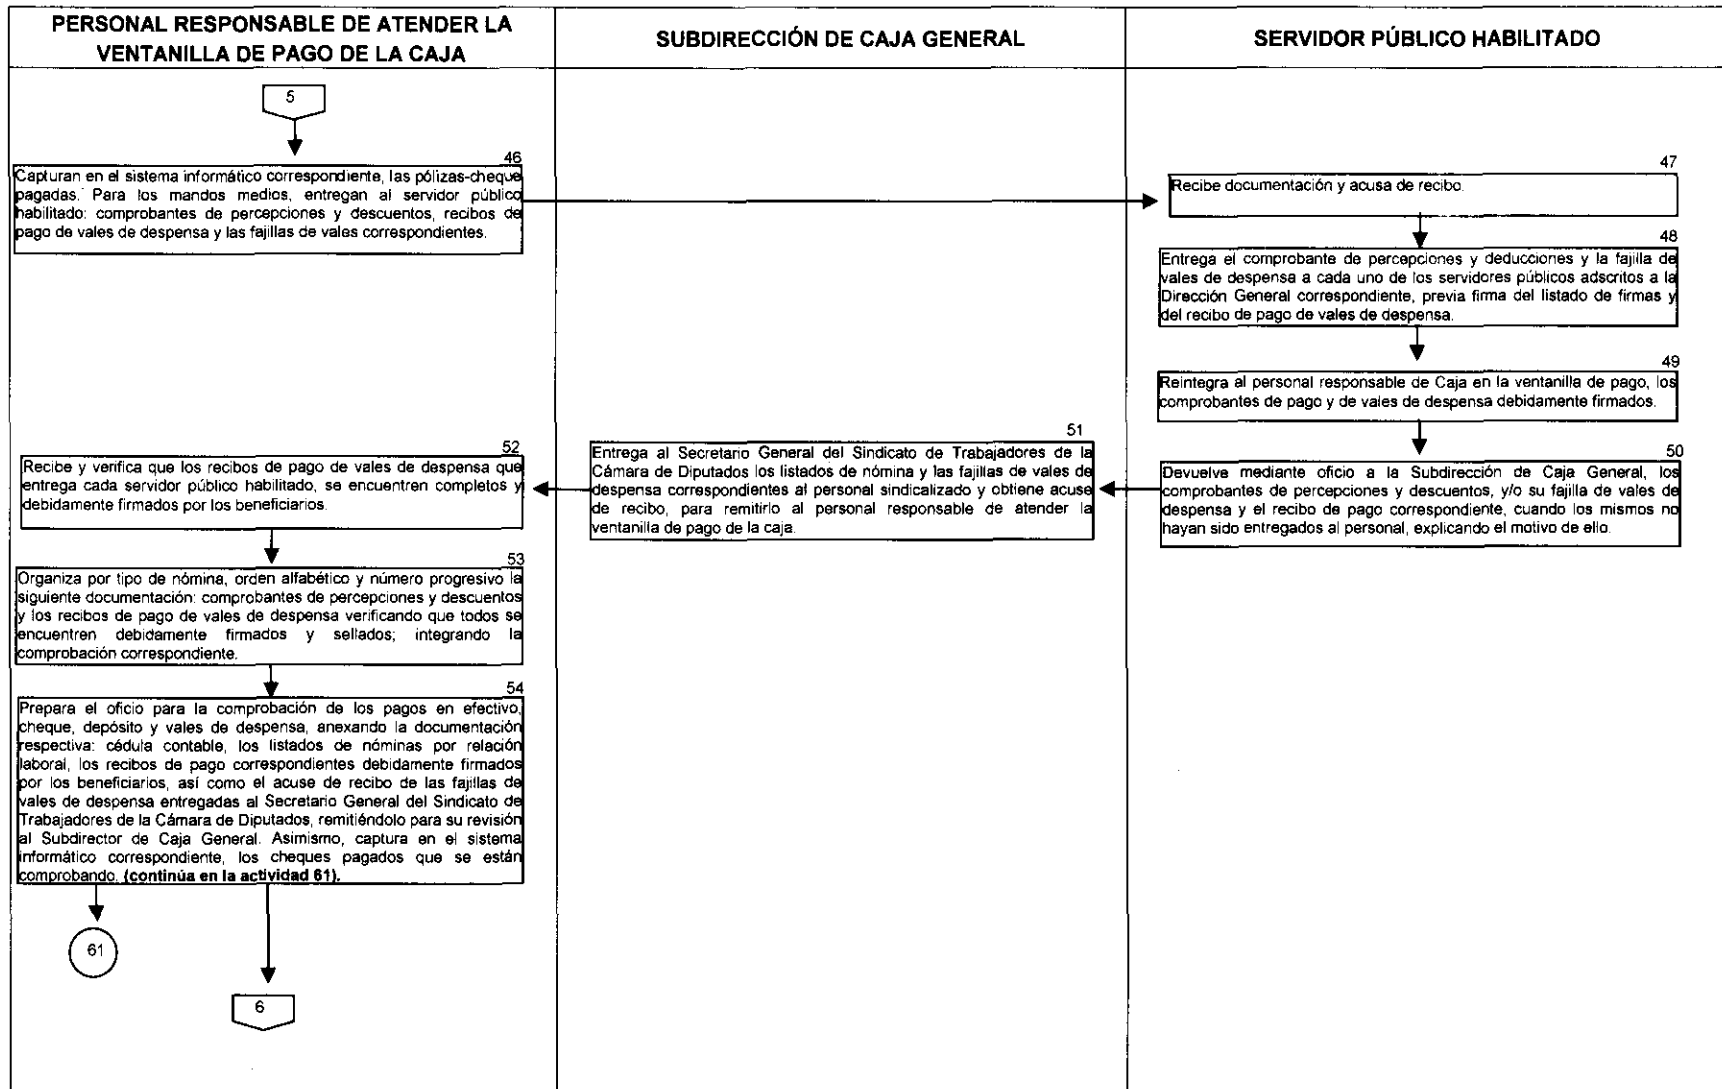 PERSONAL RESPONSABLE DE ATENDER LA
VENTANILLA DE PAGO DE LA CAJA
SUBDIRECCIÓN DE CAJA GENERAL
SERVIDOR PÚBLICO HABILITADO
5
46
Capturan en el sistema informático correspondiente, las pólizas-cheque
pagadas. Para los mandos medios, entregan al servidor público
habilitado: comprobantes de percepciones y descuentos, recibos de
pago de vales de despensa y las fajillas de vales correspondientes.
47
Recibe documentación y acusa de recibo.
48
Entrega el comprobante de percepciones y deducciones y la fajilla de
vales de despensa a cada uno de los servidores públicos adscritos a la
Dirección General correspondiente, previa firma del listado de firmas y
del recibo de pago de vales de despensa.
49
Reintegra al personal responsable de Caja en la ventanilla de pago, los
comprobantes de pago y de vales de despensa debidamente firmados.
50
Devuelve mediante oficio a la Subdirección de Caja General, los
comprobantes de percepciones y descuentos, y/o su fajilla de vales de
despensa y el recibo de pago correspondiente, cuando los mismos no
hayan sido entregados al personal, explicando el motivo de ello.
51
Entrega al Secretario General del Sindicato de Trabajadores de la
Cámara de Diputados los listados de nómina y las fajillas de vales de
despensa correspondientes al personal sindicalizado y obtiene acuse
de recibo, para remitirlo al personal responsable de atender la
ventanilla de pago de la caja.
52
Recibe y verifica que los recibos de pago de vales de despensa que
entrega cada servidor público habilitado, se encuentren completos y
debidamente firmados por los beneficiarios.
53
Organiza por tipo de nómina, orden alfabético y número progresivo la
siguiente documentación: comprobantes de percepciones y descuentos
y los recibos de pago de vales de despensa verificando que todos se
encuentren debidamente firmados y sellados; integrando la
comprobación correspondiente.
54
Prepara el oficio para la comprobación de los pagos en efectivo,
cheque, depósito y vales de despensa, anexando la documentación
respectiva: cédula contable, los listados de nóminas por relación
laboral, los recibos de pago correspondientes debidamente firmados
por los beneficiarios, así como el acuse de recibo de las fajillas de
vales de despensa entregadas al Secretario General del Sindicato de
Trabajadores de la Cámara de Diputados, remitiéndolo para su revisión
al Subdirector de Caja General. Asimismo, captura en el sistema
informático correspondiente, los cheques pagados que se están
comprobando. (continúa en la actividad 61).
61
6